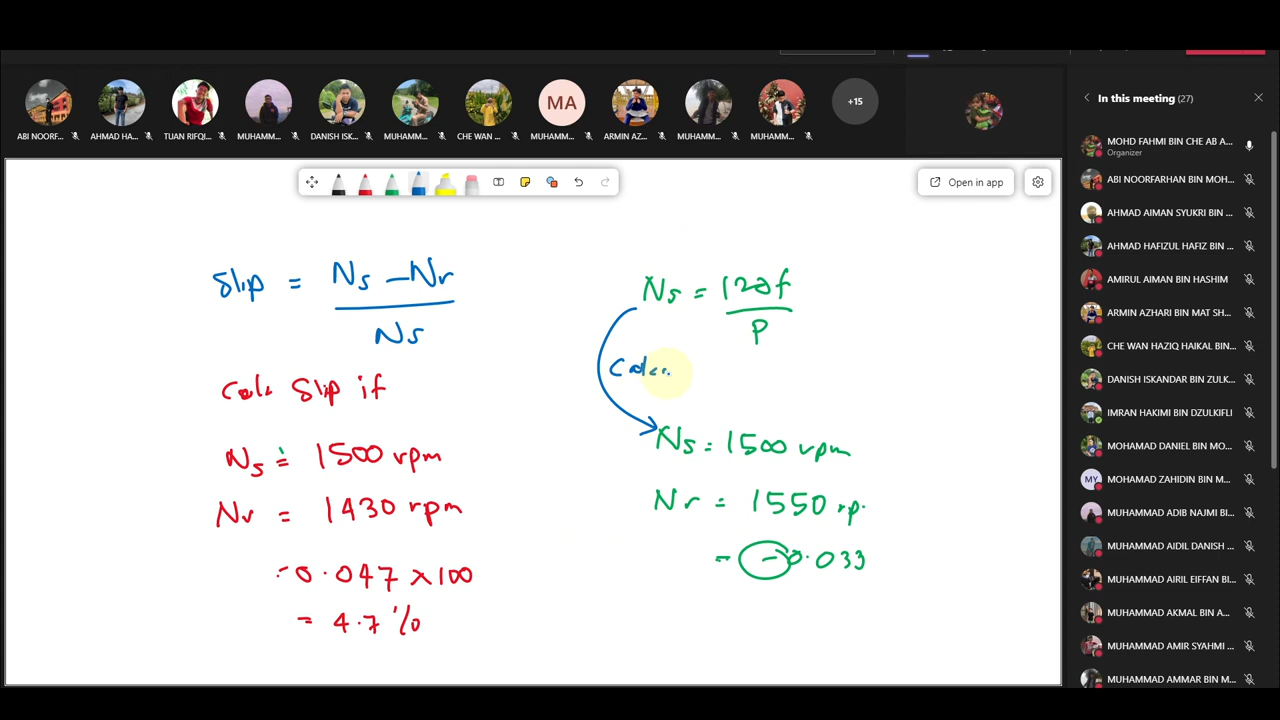 In this meeting (27)
+15
MA
ABI NOORF...
AHMAD HA...
TUAN RIFQI...
MUHAMM...
DANISH ISK...
MUHAMM...
CHE WAN ...
MUHAMM...
ARMIN AZ...
MUHAMM...
MUHAMM...
Open in app
Slip = Ns - Nr
Ns
Calc Slip if
Ns = 1500 rpm
Nr = 1430 rpm
= 0.047 x 100
= 4.7 %
Ns = 120f
P
Calcu
Ns = 1500 rpm
Nr = 1550 rp.
= -0.033
MOHD FAHMI BIN CHE AB A...
Organizer
ABI NOORFARHAN BIN MOH...
AHMAD AIMAN SYUKRI BIN ...
AHMAD HAFIZUL HAFIZ BIN ...
AMIRUL AIMAN BIN HASHIM
ARMIN AZHARI BIN MAT SH...
CHE WAN HAZIQ HAIKAL BIN...
DANISH ISKANDAR BIN ZULK...
IMRAN HAKIMI BIN DZULKIFLI
MOHAMAD DANIEL BIN MO...
MY
MOHAMAD ZAHIDIN BIN M...
MUHAMMAD ADIB NAJMI BI...
MUHAMMAD AIDIL DANISH ...
MUHAMMAD AIRIL EIFFAN BI...
MUHAMMAD AKMAL BIN A...
MUHAMMAD AMIR SYAHMI ...
MUHAMMAD AMMAR BIN M...